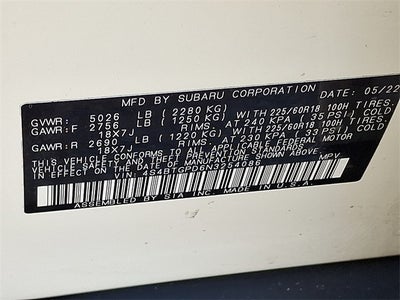 MFD BY SUBARU CORPORATION DATE: 05/22
GVWR: 5026 LB (2280 KG)
GAWR: F 2756 LB (1250 KG) WITH 225/60R18 100H TIRES,
18X7J RIMS, AT 240 KPA (35 PSI) COLD
GAWR: R 2690 LB (1220 KG) WITH 225/60R18 100H TIRES,
18X7J RIMS, AT 230 KPA (33 PSI) COLD
THIS VEHICLE CONFORMS TO ALL APPLICABLE FEDERAL MOTOR
VEHICLE SAFETY, BUMPER, AND THEFT PREVENTION STANDARDS
IN EFFECT ON THE DATE OF MANUFACTURE SHOWN ABOVE.
VIN: 4S4BTGPD6N3254086 MPV
ASSEMBLED BY SIA INC. MADE IN U.S.A.